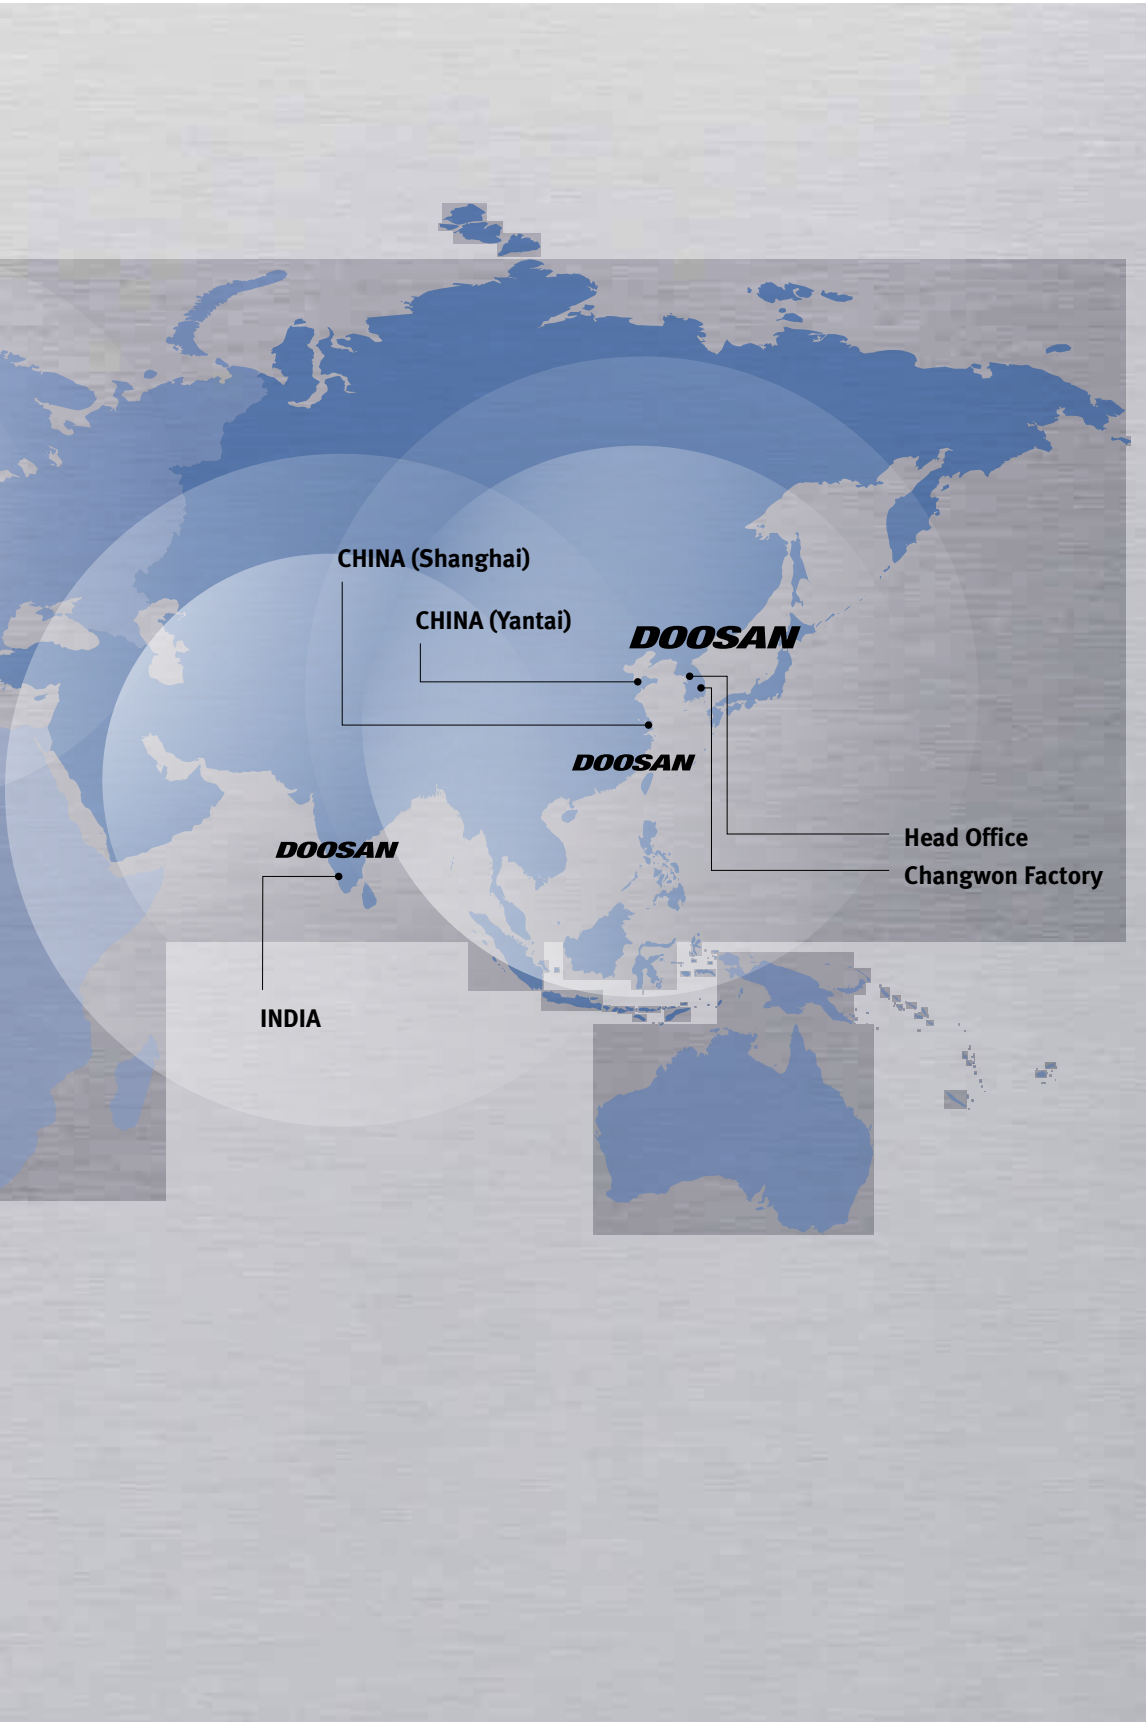 CHINA (Shanghai)
CHINA (Yantai)
DOOSAN
DOOSAN
Head Office
DOOSAN
Changwon Factory
INDIA